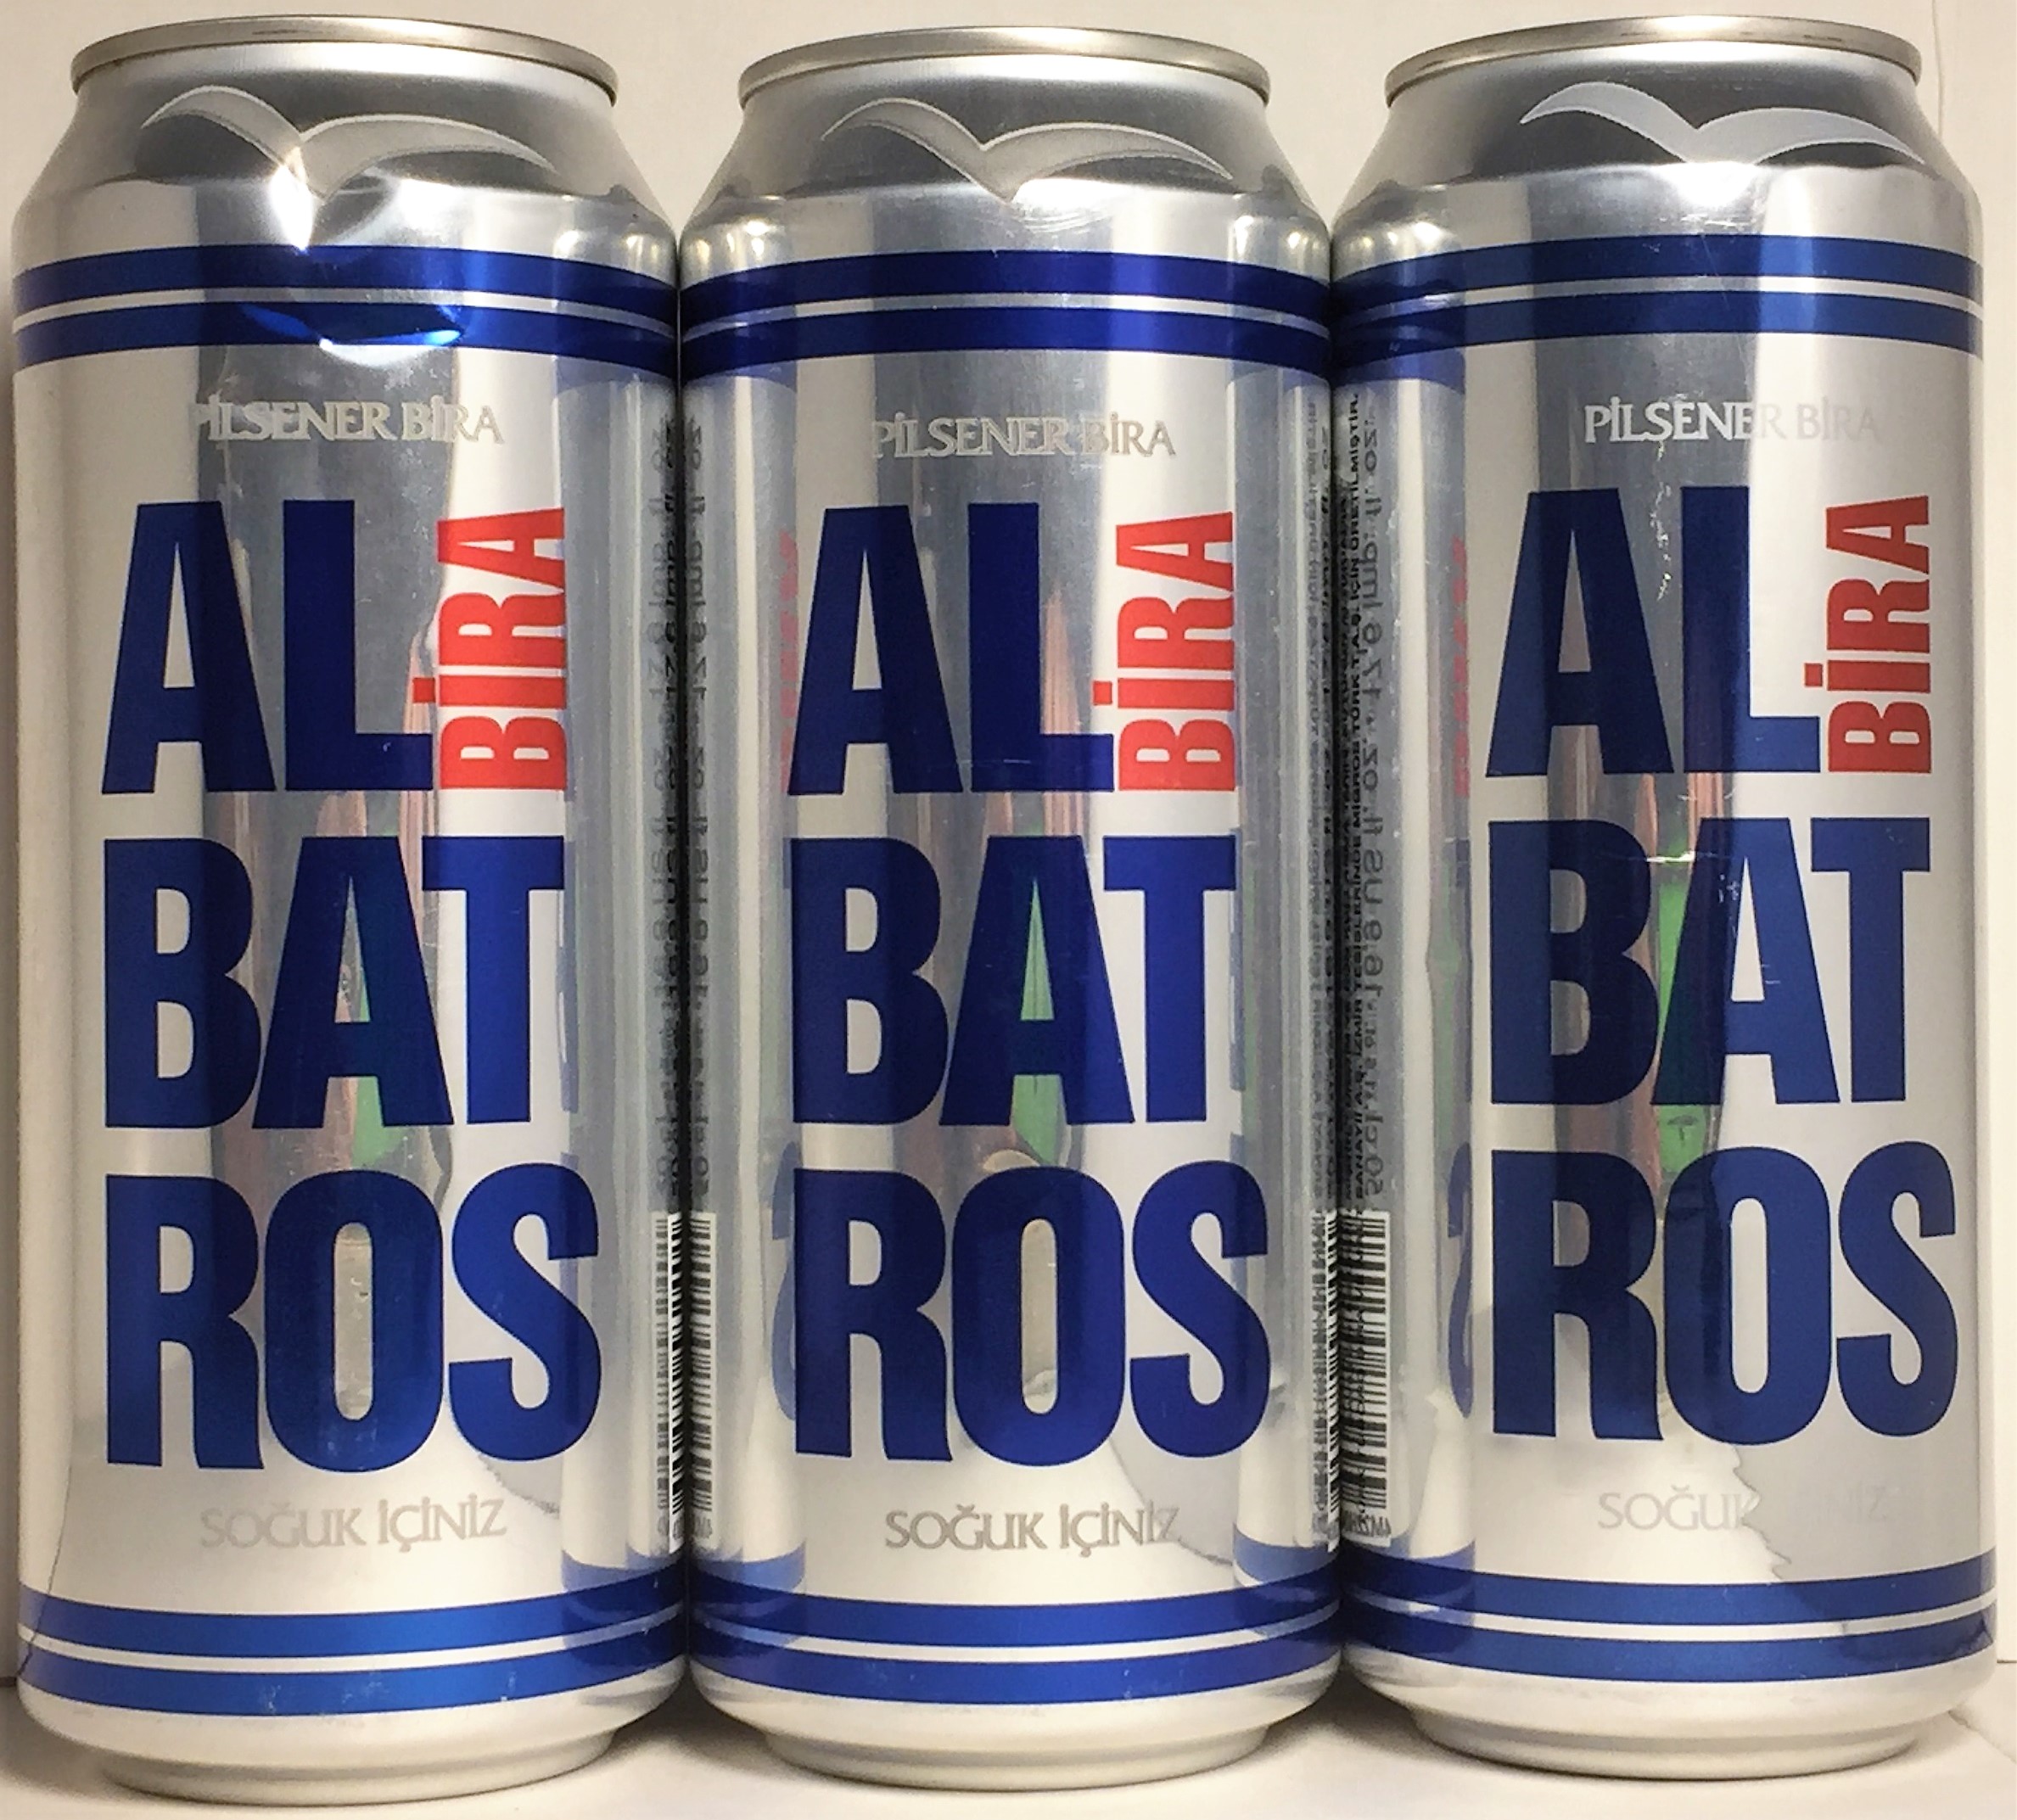 PİLSENER BİRA
AL
BİRA
BAT
ROS
SOĞUK İÇİNİZ
PİLSENER BİRA
AL
BİRA
BAT
ROS
SOĞUK İÇİNİZ
PİLSENER BİRA
AL
BİRA
BAT
ROS
SOĞUK